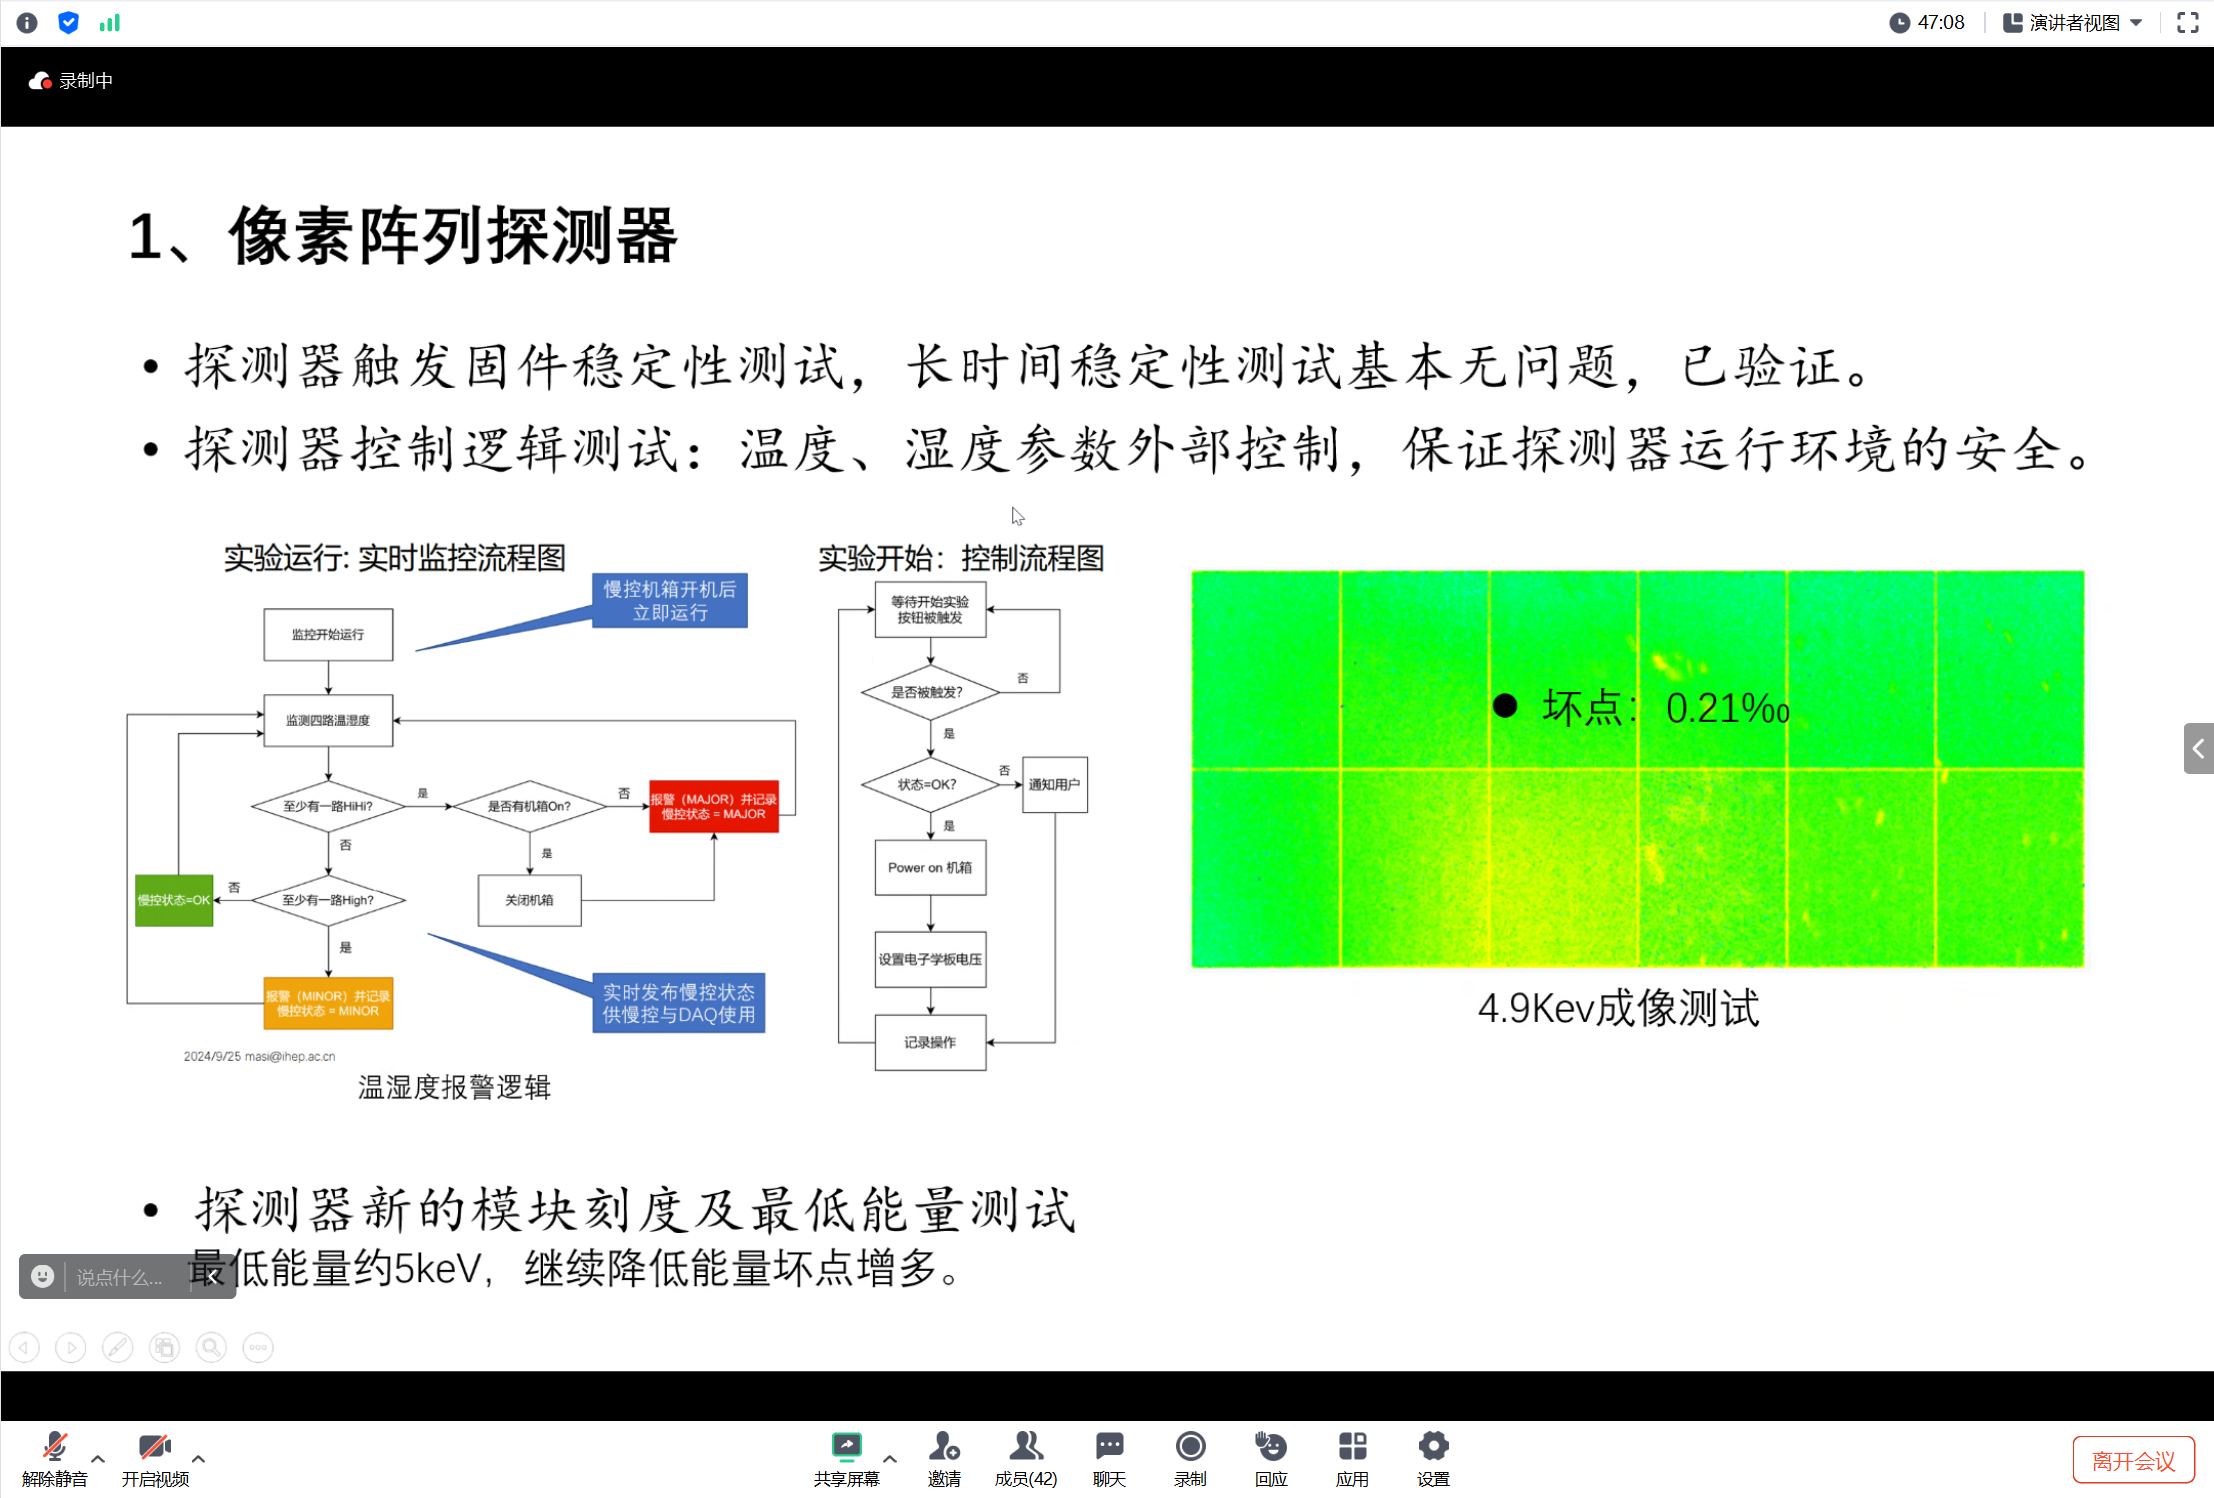 47:08
演讲者视图
录制中
1、像素阵列探测器
• 探测器触发固件稳定性测试，长时间稳定性测试基本无问题，已验证。
• 探测器控制逻辑测试：温度、湿度参数外部控制，保证探测器运行环境的安全。
实验运行: 实时监控流程图
慢控机箱开机后
立即运行
监控开始运行
监测四路温湿度
至少有一路HiHi?
是
是否有机箱On?
否
报警（MAJOR）并记录
慢控状态 = MAJOR
否
是
慢控状态=OK
否
至少有一路High?
关闭机箱
是
报警（MINOR）并记录
慢控状态 = MINOR
实时发布慢控状态
供慢控与DAQ使用
2024/9/25 masi@ihep.ac.cn
温湿度报警逻辑
实验开始：控制流程图
等待开始实验
按钮被触发
是否被触发?
否
是
状态=OK?
否
通知用户
是
Power on 机箱
设置电子学板电压
记录操作
● 坏点：0.21‰
4.9Kev成像测试
• 探测器新的模块刻度及最低能量测试
最低能量约5keV，继续降低能量坏点增多。
说点什么...
解除静音
开启视频
共享屏幕
邀请
成员(42)
聊天
录制
回应
应用
设置
离开会议